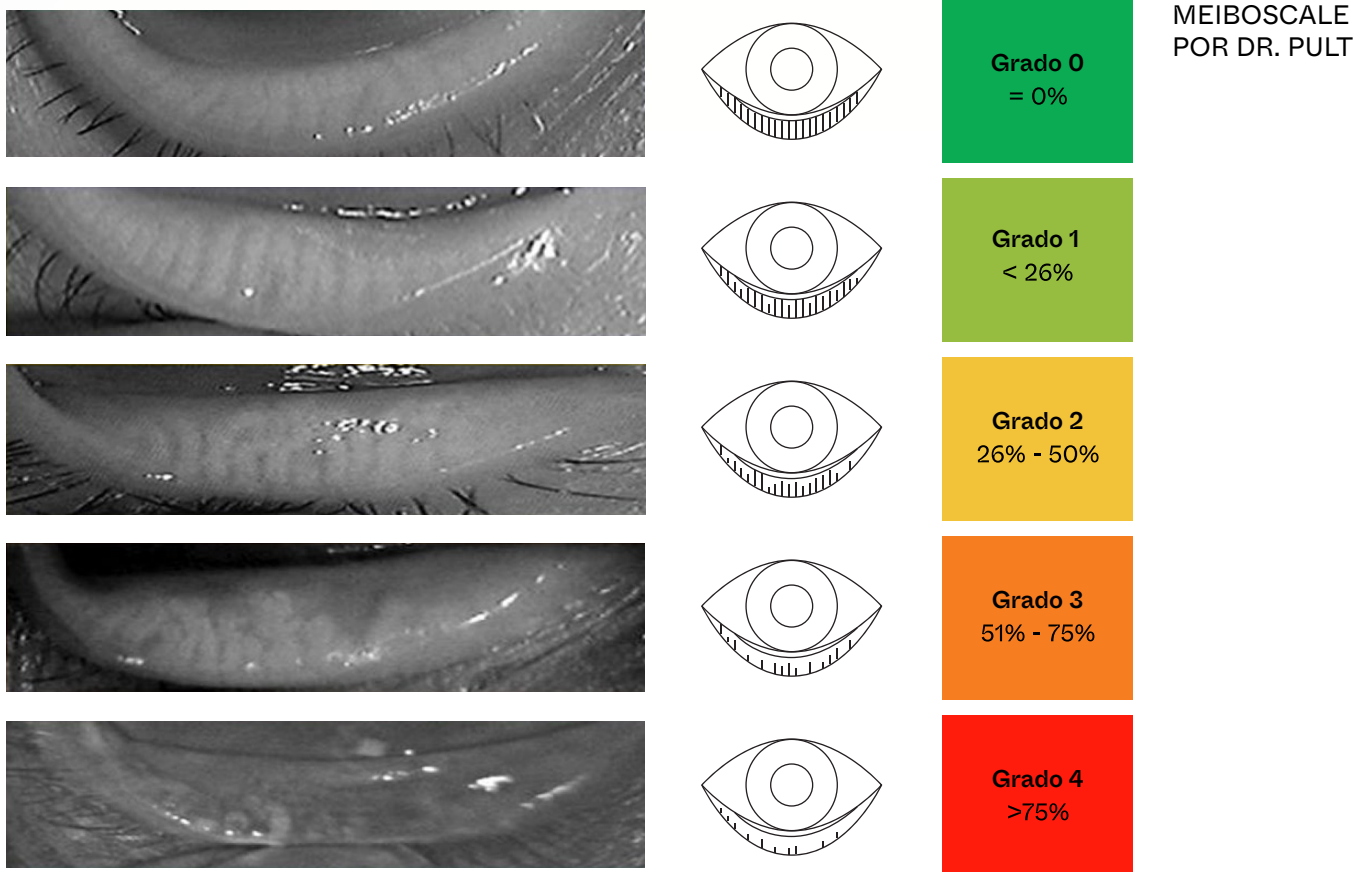 MEIBOSCALE
POR DR. PULT
Grado 0
= 0%
Grado 1
< 26%
Grado 2
26% - 50%
Grado 3
51% - 75%
Grado 4
>75%